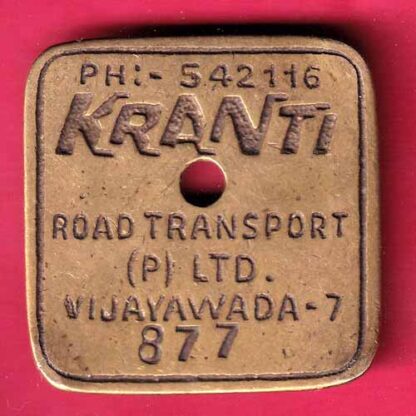 PH:- 542116
KRANTi
ROAD TRANSPORT
(P) LTD.
VIJAYAWADA-7
877